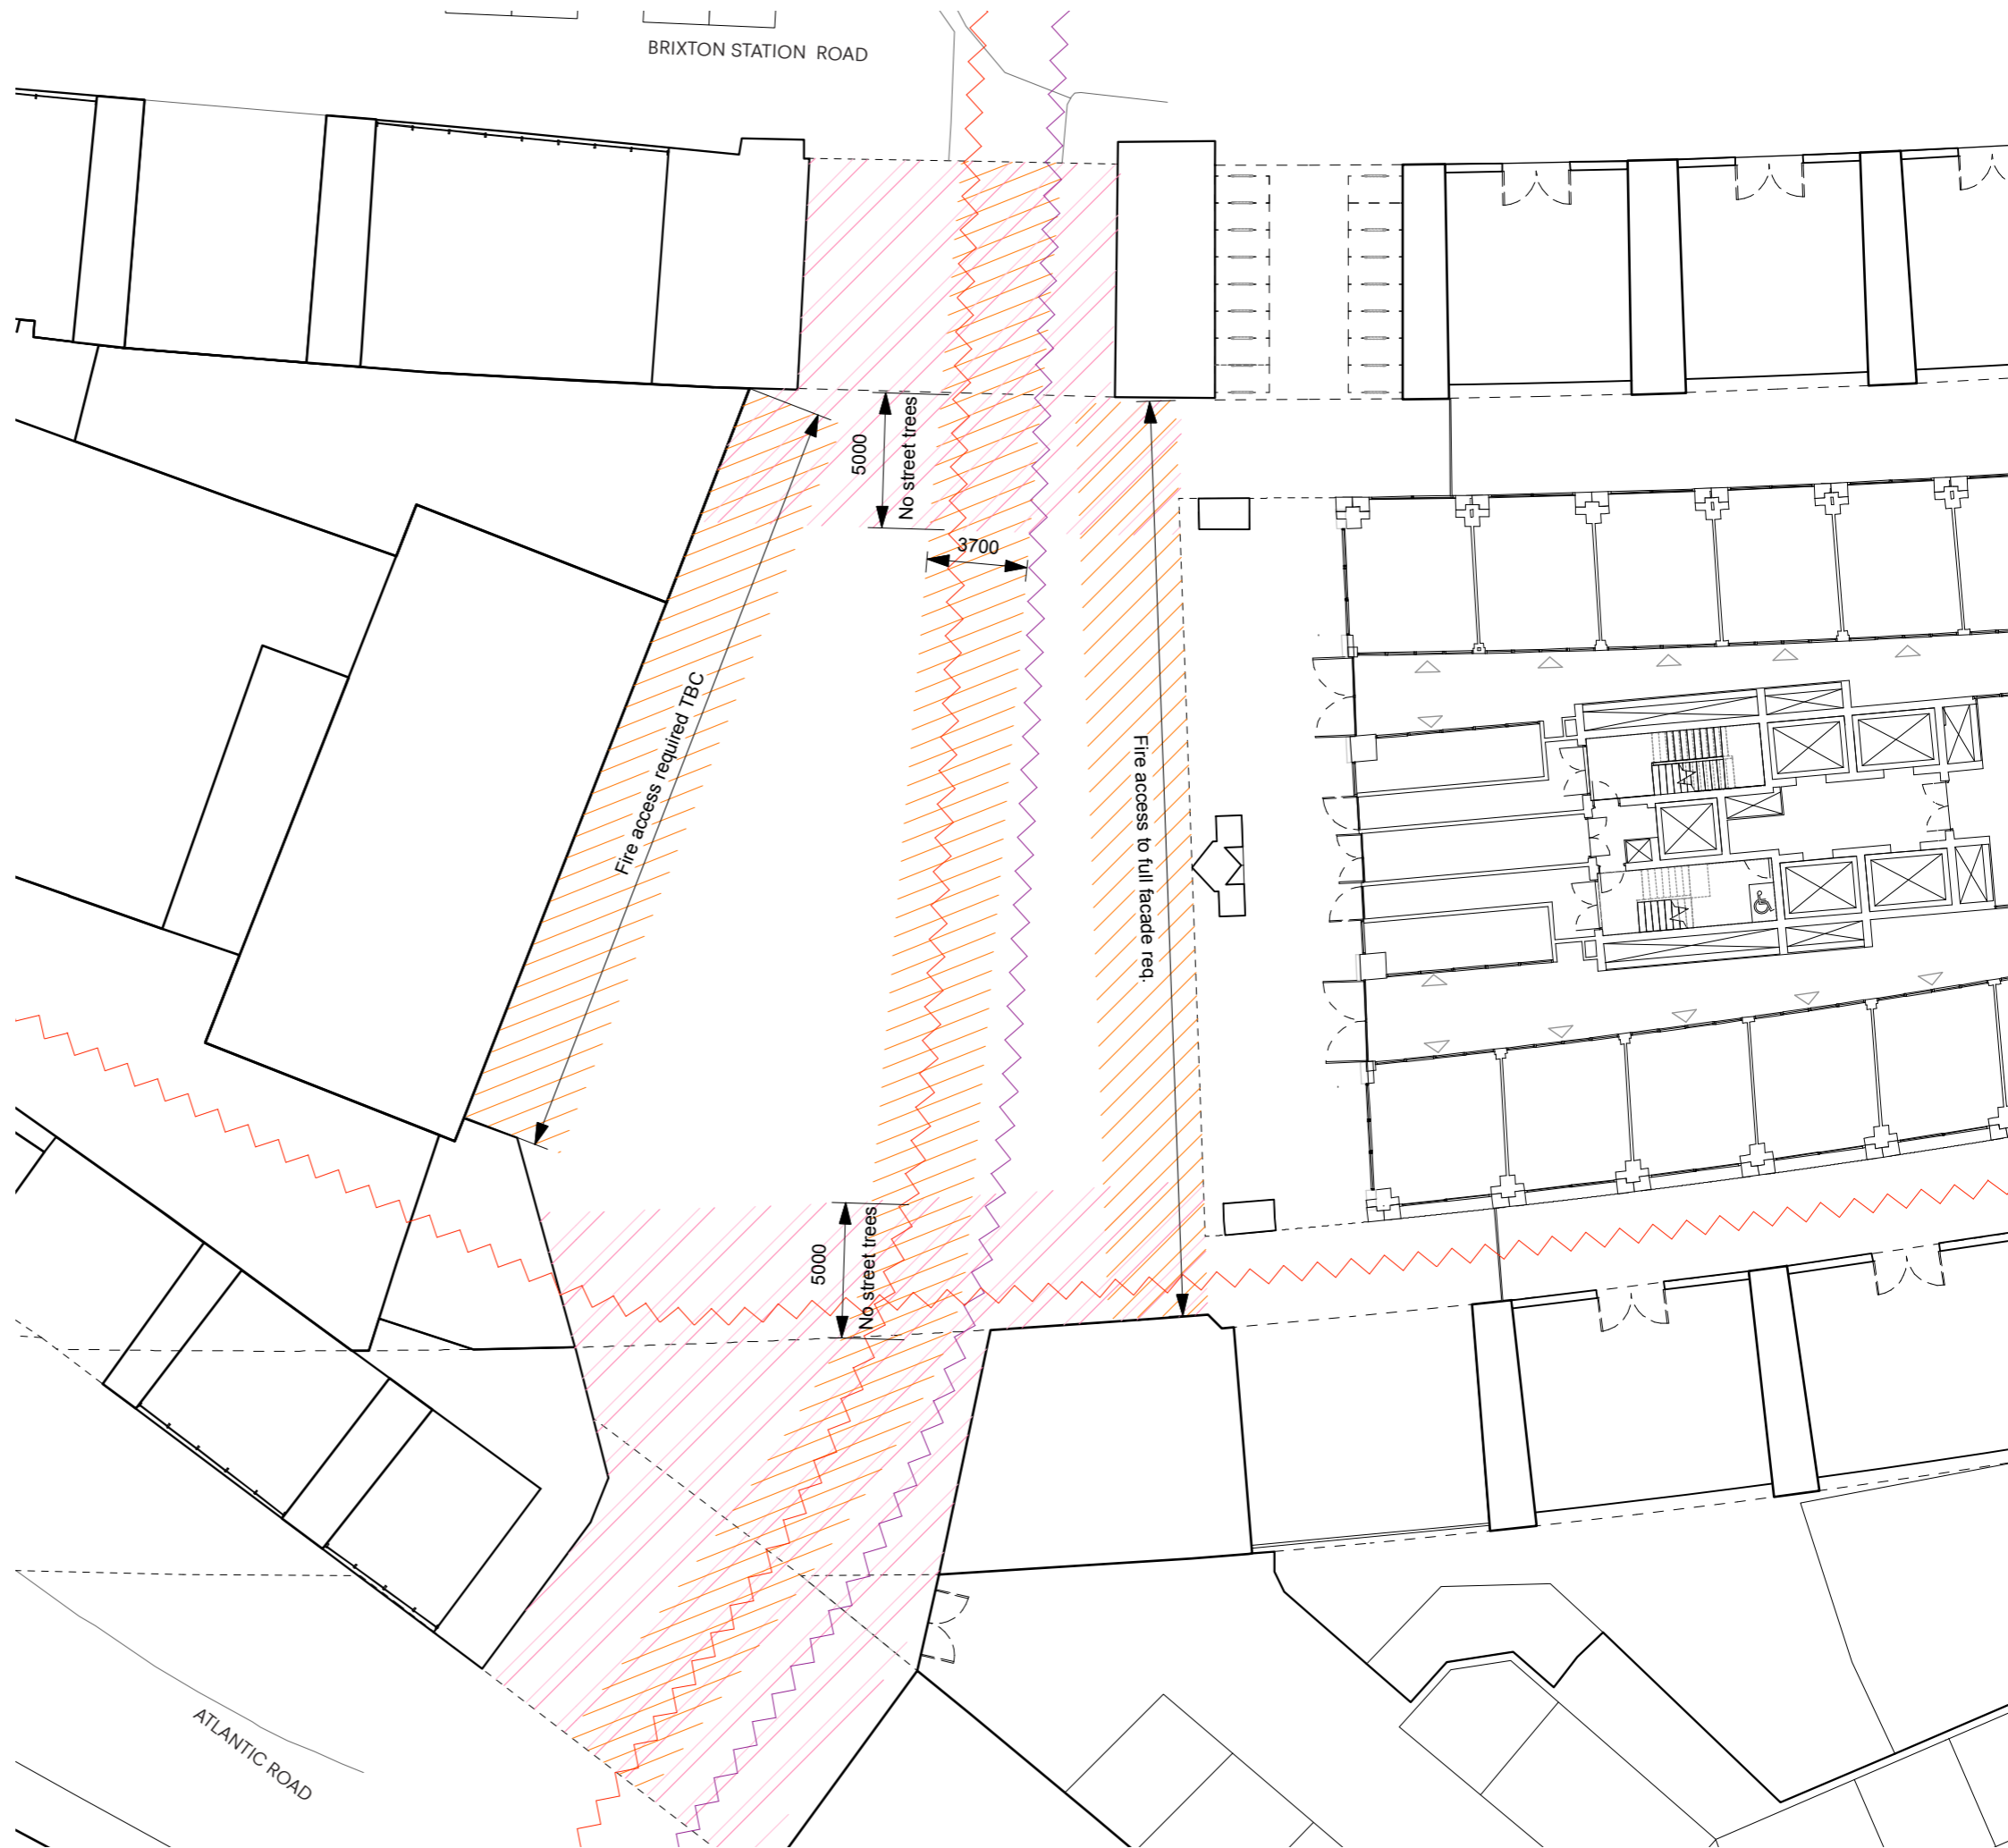 BRIXTON STATION ROAD
5000
No street trees
3700
Fire access required TBC
Fire access to full facade req.
5000
No street trees
ATLANTIC ROAD